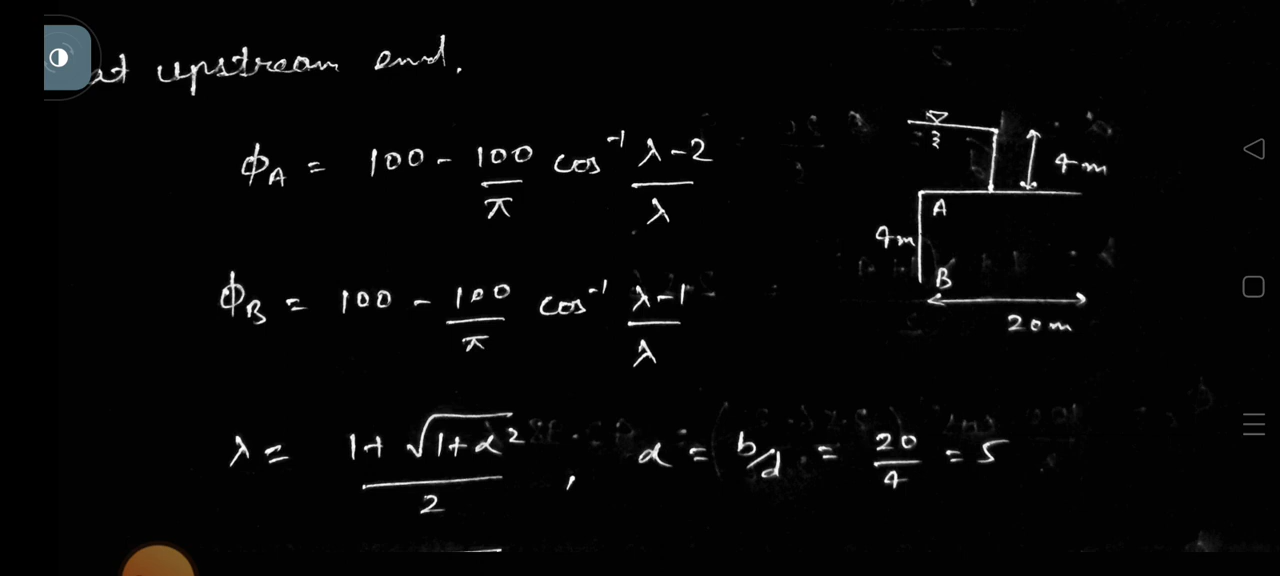 at upstream end.
ϕA = 100 - 100/π cos⁻¹ λ-2/λ
4m
A
4m
B
20m
ϕB = 100 - 100/π cos⁻¹ λ-1/λ
λ = 1+√1+α²/2 , α = b/d = 20/4 = 5